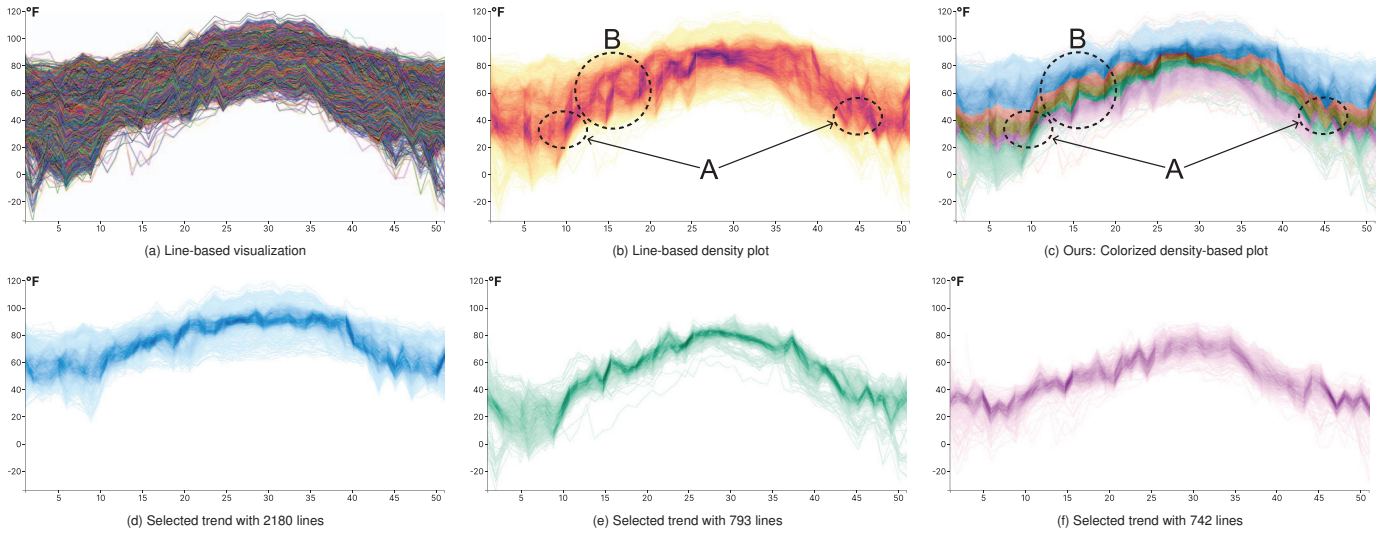 °F
120
100
80
60
40
20
0
-20
5 10 15 20 25 30 35 40 45 50
(a) Line-based visualization
°F
120
100
80
60
40
20
0
-20
B
A
5 10 15 20 25 30 35 40 45 50
(b) Line-based density plot
°F
120
100
80
60
40
20
0
-20
B
A
5 10 15 20 25 30 35 40 45 50
(c) Ours: Colorized density-based plot
°F
120
100
80
60
40
20
0
-20
5 10 15 20 25 30 35 40 45 50
(d) Selected trend with 2180 lines
°F
120
100
80
60
40
20
0
-20
5 10 15 20 25 30 35 40 45 50
(e) Selected trend with 793 lines
°F
120
100
80
60
40
20
0
-20
5 10 15 20 25 30 35 40 45 50
(f) Selected trend with 742 lines